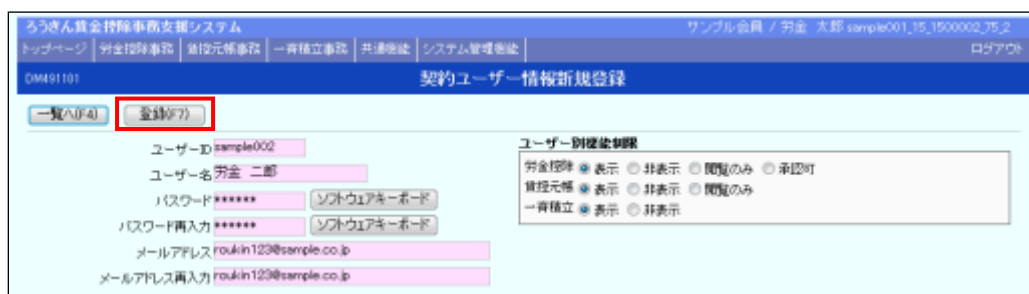 ろうきん賃金控除事務支援システム サンプル会員 / 労金 太郎 sample001_15_1500002_75_2
トップページ 労金控除事務 賃控元帳事務 一斉積立事務 共通機能 システム管理機能 ログアウト
DM491101 契約ユーザー情報新規登録
一覧へ(F4) 登録(F7)
ユーザーID sample002
ユーザー名 労金 二郎
パスワード ****** ソフトウェアキーボード
パスワード再入力 ****** ソフトウェアキーボード
メールアドレス roukin123@sample.co.jp
メールアドレス再入力 roukin123@sample.co.jp
ユーザー別機能制限
労金控除 表示 非表示 閲覧のみ 承認可
賃控元帳 表示 非表示 閲覧のみ
一斉積立 表示 非表示